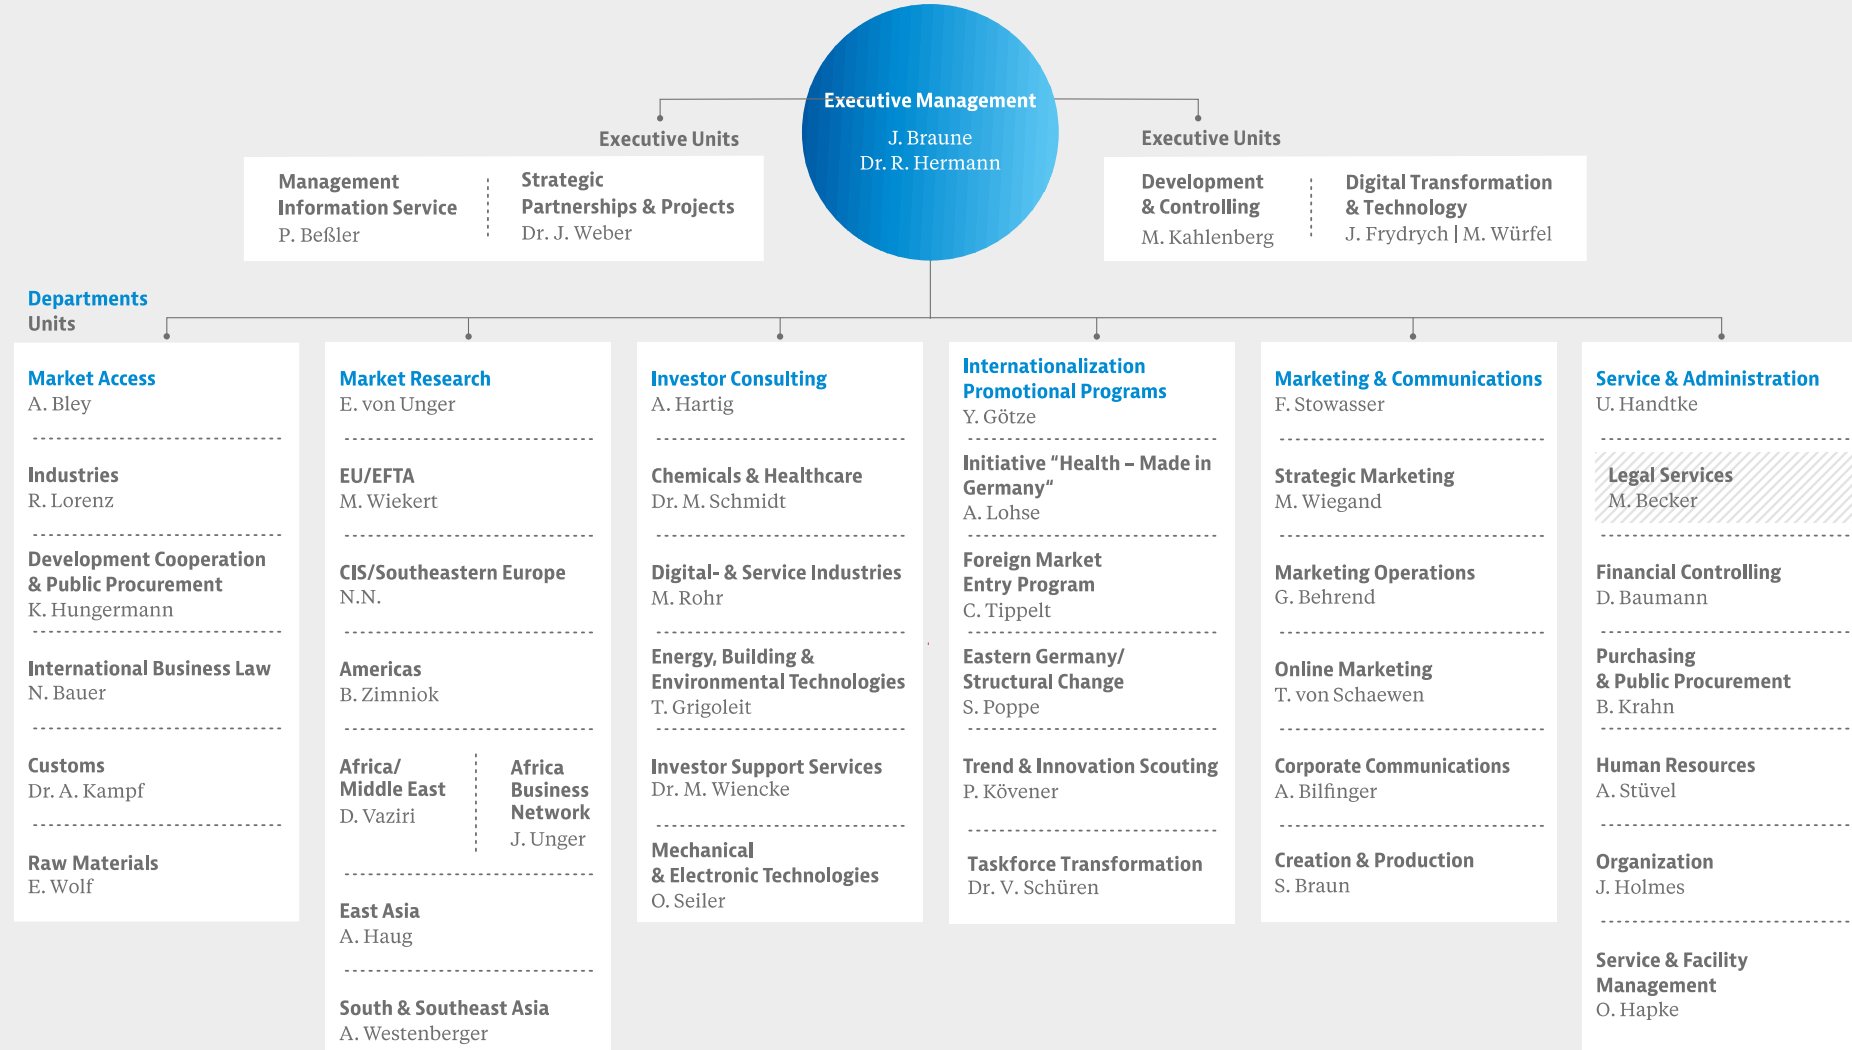 Executive Management
J. Braune
Dr. R. Hermann
Executive Units
Management
Information Service
P. Beßler
Strategic
Partnerships & Projects
Dr. J. Weber
Executive Units
Development
& Controlling
M. Kahlenberg
Digital Transformation
& Technology
J. Frydrych | M. Würfel
Departments
Units
Market Access
A. Bley
Industries
R. Lorenz
Development Cooperation
& Public Procurement
K. Hungermann
International Business Law
N. Bauer
Customs
Dr. A. Kampf
Raw Materials
E. Wolf
Market Research
E. von Unger
EU/EFTA
M. Wiekert
CIS/Southeastern Europe
N.N.
Americas
B. Zimniok
Africa/
Middle East
D. Vaziri
Africa
Business
Network
J. Unger
East Asia
A. Haug
South & Southeast Asia
A. Westenberger
Investor Consulting
A. Hartig
Chemicals & Healthcare
Dr. M. Schmidt
Digital- & Service Industries
M. Rohr
Energy, Building &
Environmental Technologies
T. Grigoleit
Investor Support Services
Dr. M. Wiencke
Mechanical
& Electronic Technologies
O. Seiler
Internationalization
Promotional Programs
Y. Götze
Initiative “Health – Made in
Germany“
A. Lohse
Foreign Market
Entry Program
C. Tippelt
Eastern Germany/
Structural Change
S. Poppe
Trend & Innovation Scouting
P. Kövener
Taskforce Transformation
Dr. V. Schüren
Marketing & Communications
F. Stowasser
Strategic Marketing
M. Wiegand
Marketing Operations
G. Behrend
Online Marketing
T. von Schaewen
Corporate Communications
A. Bilfinger
Creation & Production
S. Braun
Service & Administration
U. Handtke
Legal Services
M. Becker
Financial Controlling
D. Baumann
Purchasing
& Public Procurement
B. Krahn
Human Resources
A. Stüvel
Organization
J. Holmes
Service & Facility
Management
O. Hapke